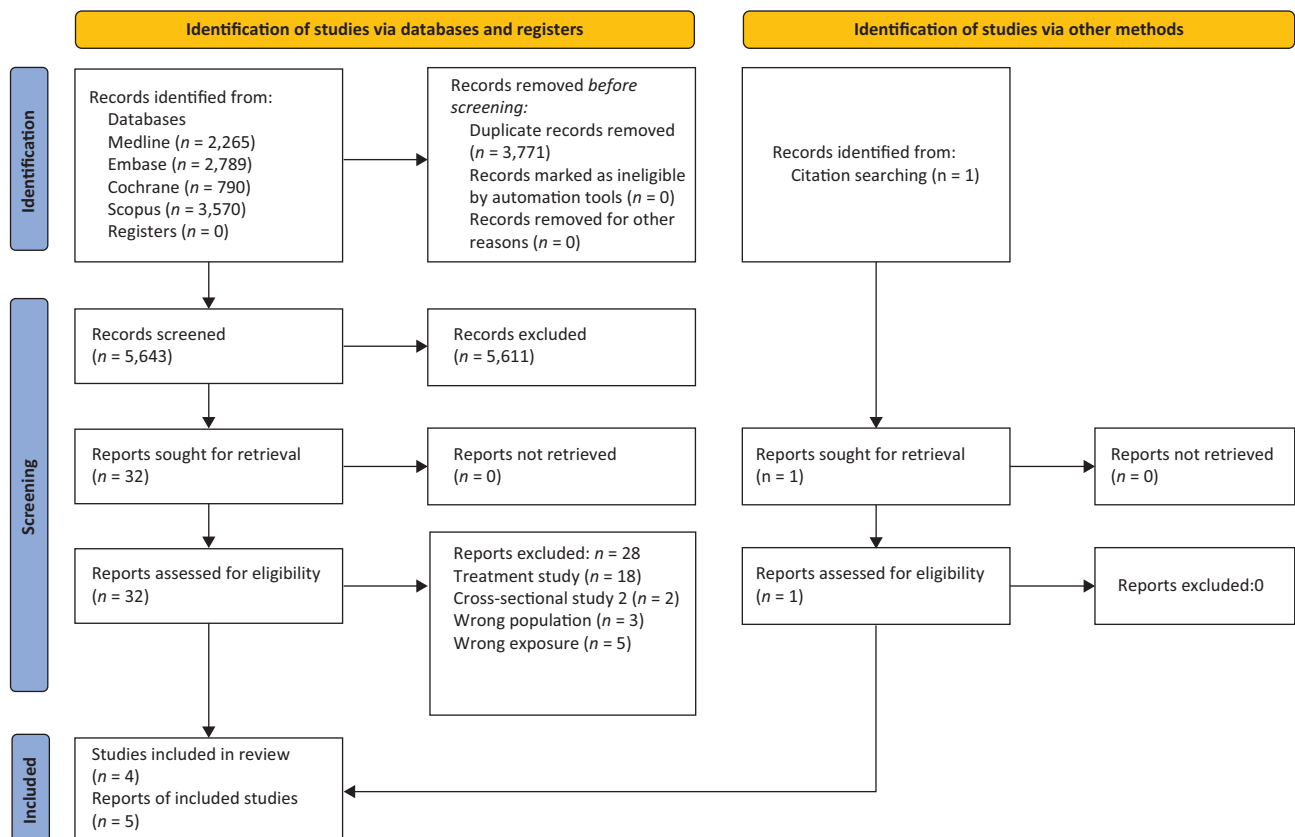 Identification of studies via databases and registers
Identification of studies via other methods
Identification
Records identified from:
Databases
Medline (n = 2,265)
Embase (n = 2,789)
Cochrane (n = 790)
Scopus (n = 3,570)
Registers (n = 0)
Records removed before
screening:
Duplicate records removed
(n = 3,771)
Records marked as ineligible
by automation tools (n = 0)
Records removed for other
reasons (n = 0)
Records identified from:
Citation searching (n = 1)
Screening
Records screened
(n = 5,643)
Records excluded
(n = 5,611)
Reports sought for retrieval
(n = 32)
Reports not retrieved
(n = 0)
Reports sought for retrieval
(n = 1)
Reports not retrieved
(n = 0)
Reports assessed for eligibility
(n = 32)
Reports excluded: n = 28
Treatment study (n = 18)
Cross-sectional study 2 (n = 2)
Wrong population (n = 3)
Wrong exposure (n = 5)
Reports assessed for eligibility
(n = 1)
Reports excluded:0
Included
Studies included in review
(n = 4)
Reports of included studies
(n = 5)